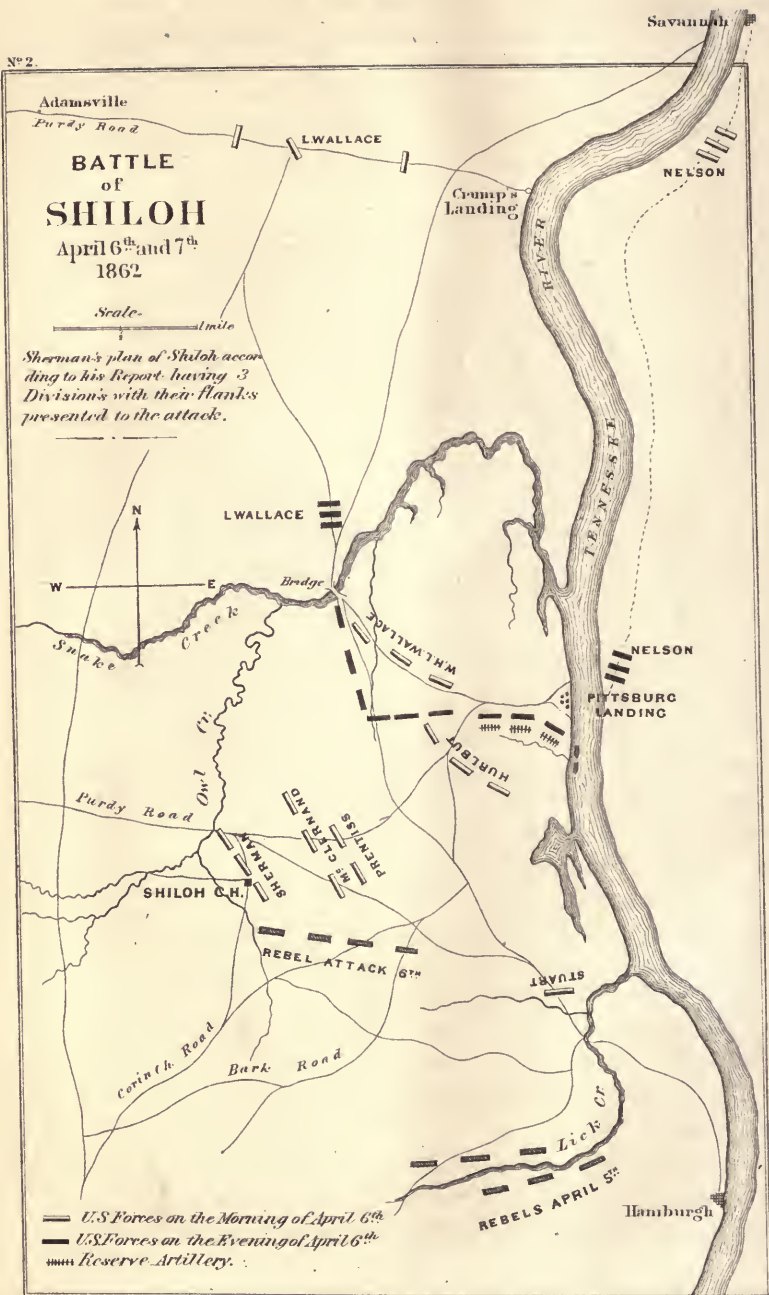 Savannah
No 2.
Adamsville
Purdy Road
L WALLACE
BATTLE
of
SHILOH
April 6th and 7th
1862
NELSON
Crump's
Landing
RIVER
Scale
1 mile
Sherman's plan of Shiloh accor
ding to his Report having 3
Division's with their flanks
presented to the attack.
TENNESSEE
N
L WALLACE
W
E
Bridge
Snake Creek
W.H.L. WALLACE
NELSON
PITTSBURG
LANDING
HURLBUT
Owl Cr.
Purdy Road
McCLERNAND
PRENTISS
SHERMAN
SHILOH C.H.
REBEL ATTACK 6TH
STUART
Corinth Road
Bark Road
Lick Cr.
REBELS APRIL 5TH
Hamburgh
U.S Forces on the Morning of April 6th
U.S. Forces on the Evening of April 6th
Reserve Artillery.